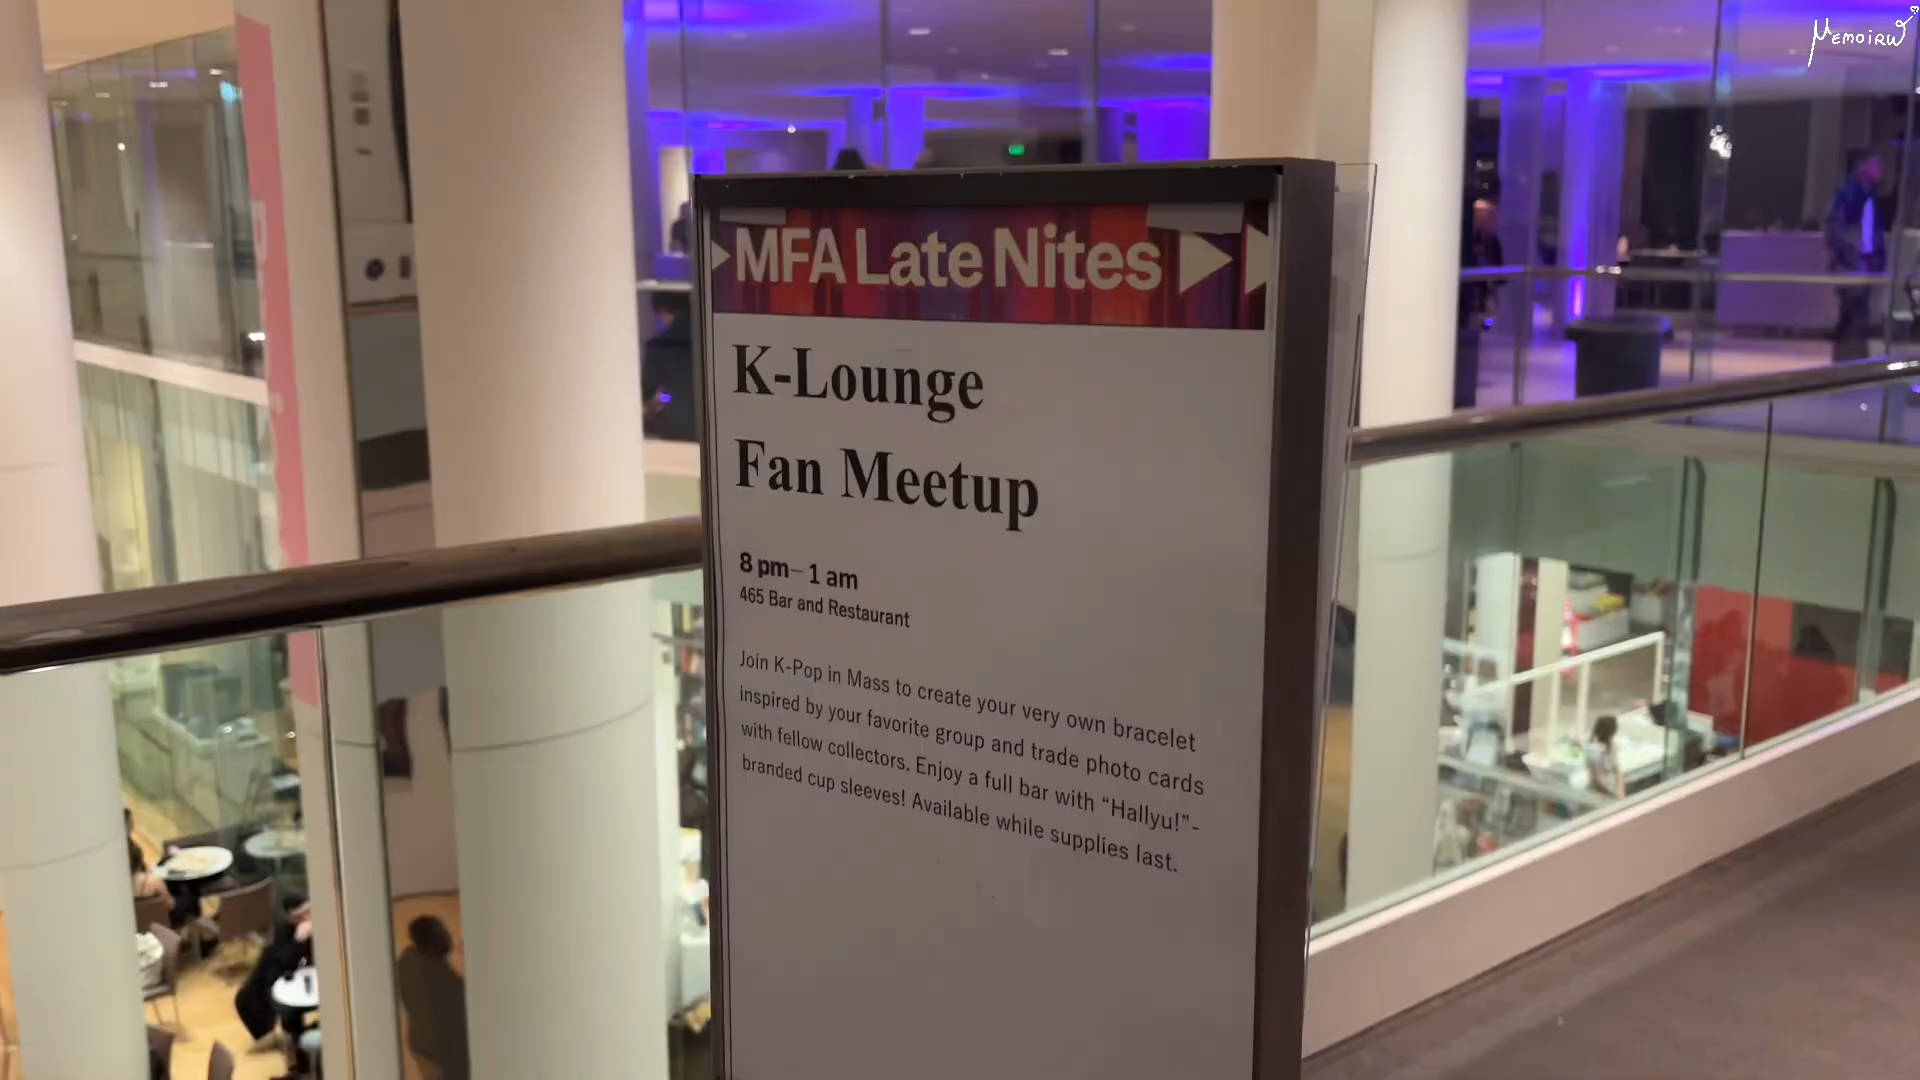 MEMOIRW
MFA Late Nites
K-Lounge
Fan Meetup
8 pm–1 am
465 Bar and Restaurant
Join K-Pop in Mass to create your very own bracelet
inspired by your favorite group and trade photo cards
with fellow collectors. Enjoy a full bar with “Hallyu!”-
branded cup sleeves! Available while supplies last.